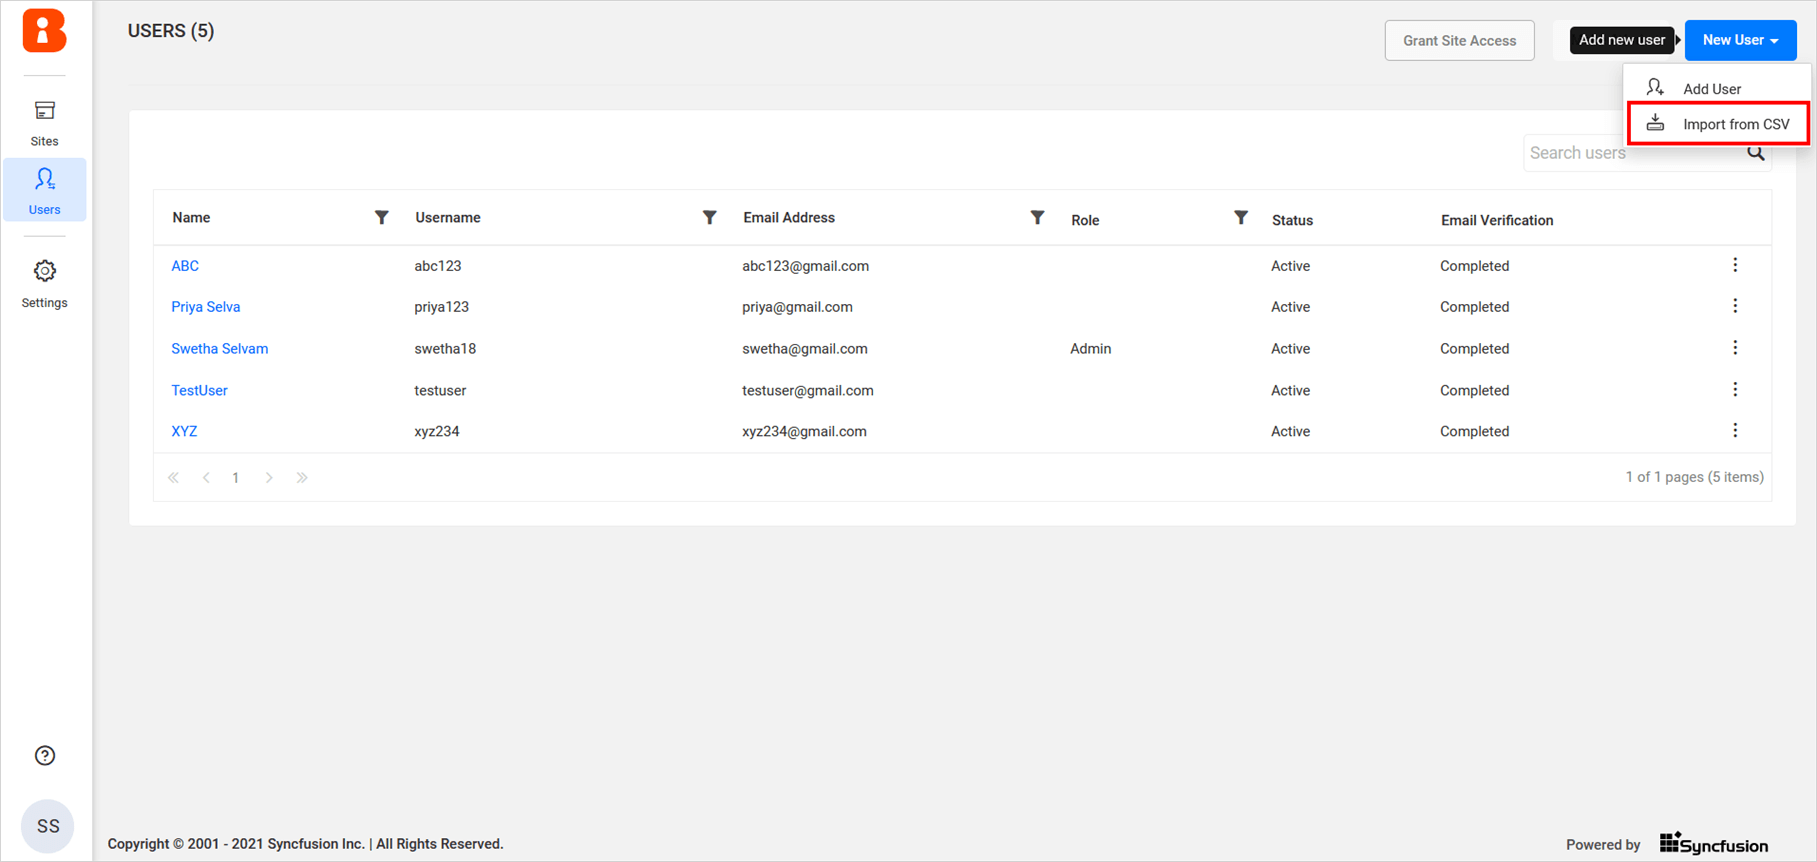 USERS (5)
Grant Site Access
Add new user
New User
Add User
Import from CSV
Search users
Sites
Users
Settings
Name Username Email Address Role Status Email Verification
ABC abc123 abc123@gmail.com Active Completed
Priya Selva priya123 priya@gmail.com Active Completed
Swetha Selvam swetha18 swetha@gmail.com Admin Active Completed
TestUser testuser testuser@gmail.com Active Completed
XYZ xyz234 xyz234@gmail.com Active Completed
1
1 of 1 pages (5 items)
SS
Copyright © 2001 - 2021 Syncfusion Inc. | All Rights Reserved.
Powered by Syncfusion